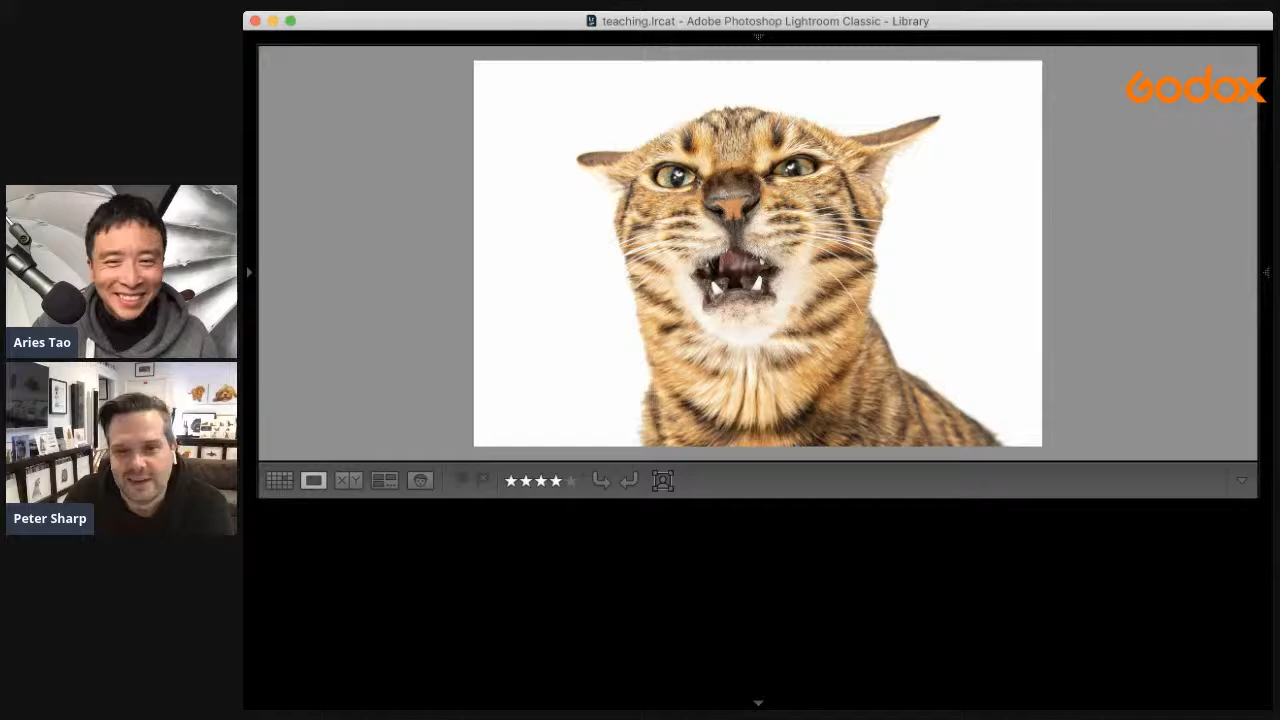 teaching.lrcat - Adobe Photoshop Lightroom Classic - Library
Godox
Aries Tao
Peter Sharp
X Y